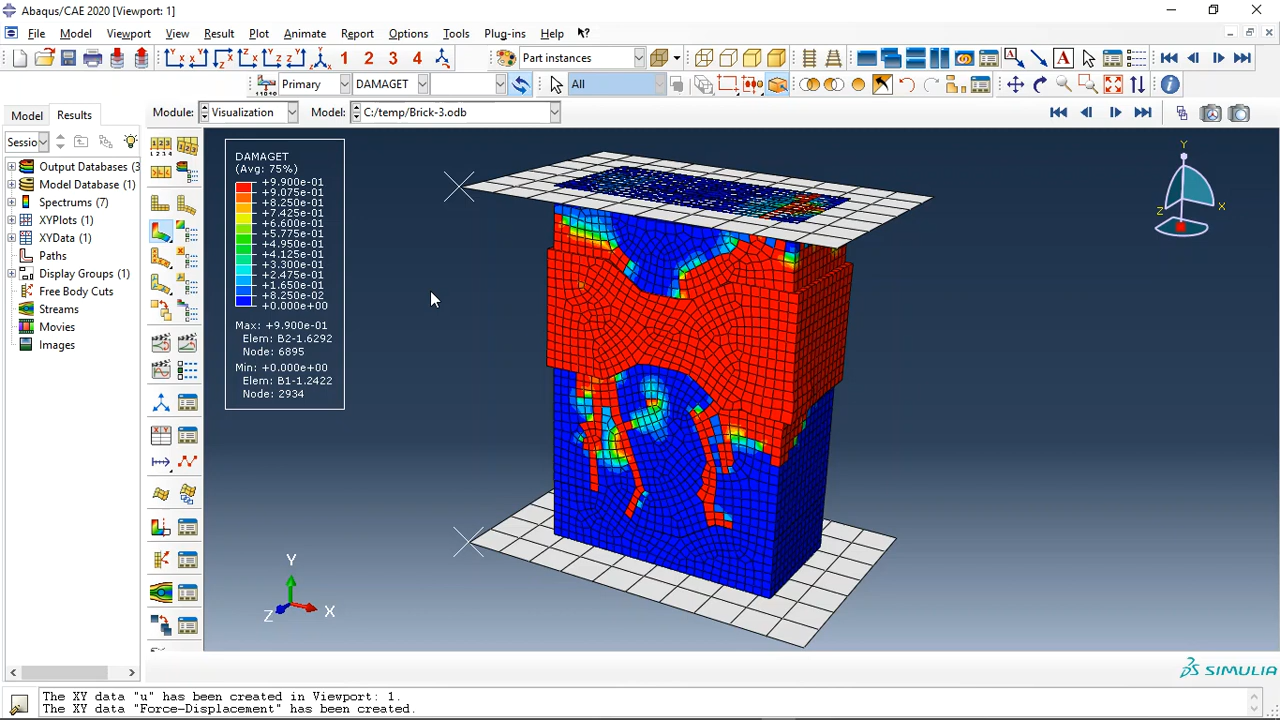 Abaqus/CAE 2020 [Viewport: 1]
File Model Viewport View Result Plot Animate Report Options Tools Plug-ins Help
1 2 3 4 Part instances
Primary DAMAGET All
Model Results Module: Visualization Model: C:/temp/Brick-3.odb
Sessio
Output Databases (3
Model Database (1)
Spectrums (7)
XYPlots (1)
XYData (1)
Paths
Display Groups (1)
Free Body Cuts
Streams
Movies
Images
DAMAGET
(Avg: 75%)
+9.900e-01
+9.075e-01
+8.250e-01
+7.425e-01
+6.600e-01
+5.775e-01
+4.950e-01
+4.125e-01
+3.300e-01
+2.475e-01
+1.650e-01
+8.250e-02
+0.000e+00
Max: +9.900e-01
Elem: B2-1.6292
Node: 6895
Min: +0.000e+00
Elem: B1-1.2422
Node: 2934
Y
Z X
Y
Z X
SIMULIA
The XY data "u" has been created in Viewport: 1.
The XY data "Force-Displacement" has been created.